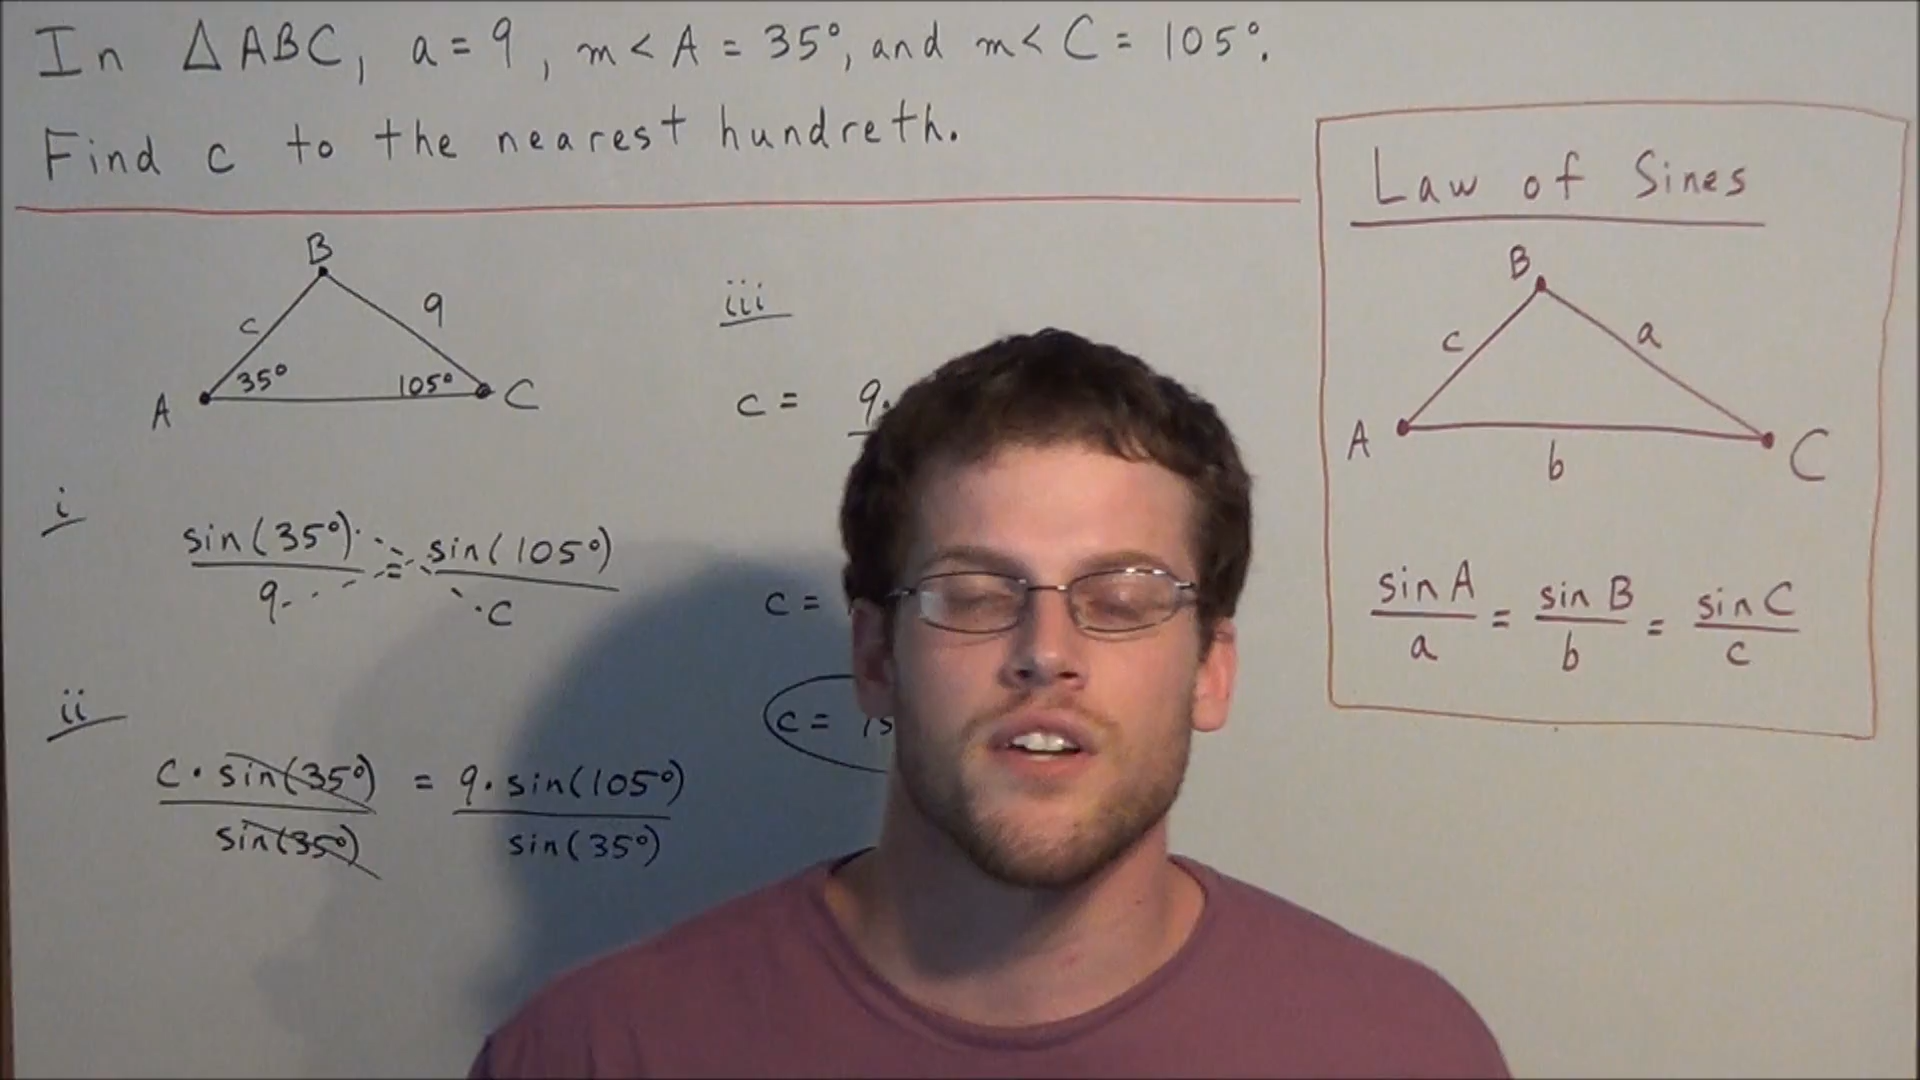 In △ABC, a = 9, m< A = 35°, and m< C = 105°.
Find c to the nearest hundreth.
B
c
9
35°
105°
A
C
i
sin(35°) = sin(105°)
9 c
ii
c · sin(35°) = 9 · sin(105°)
sin(35°) sin(35°)
iii
c = 9 ·
c =
c =
Law of Sines
B
c
a
A
C
b
sin A = sin B = sin C
a b c